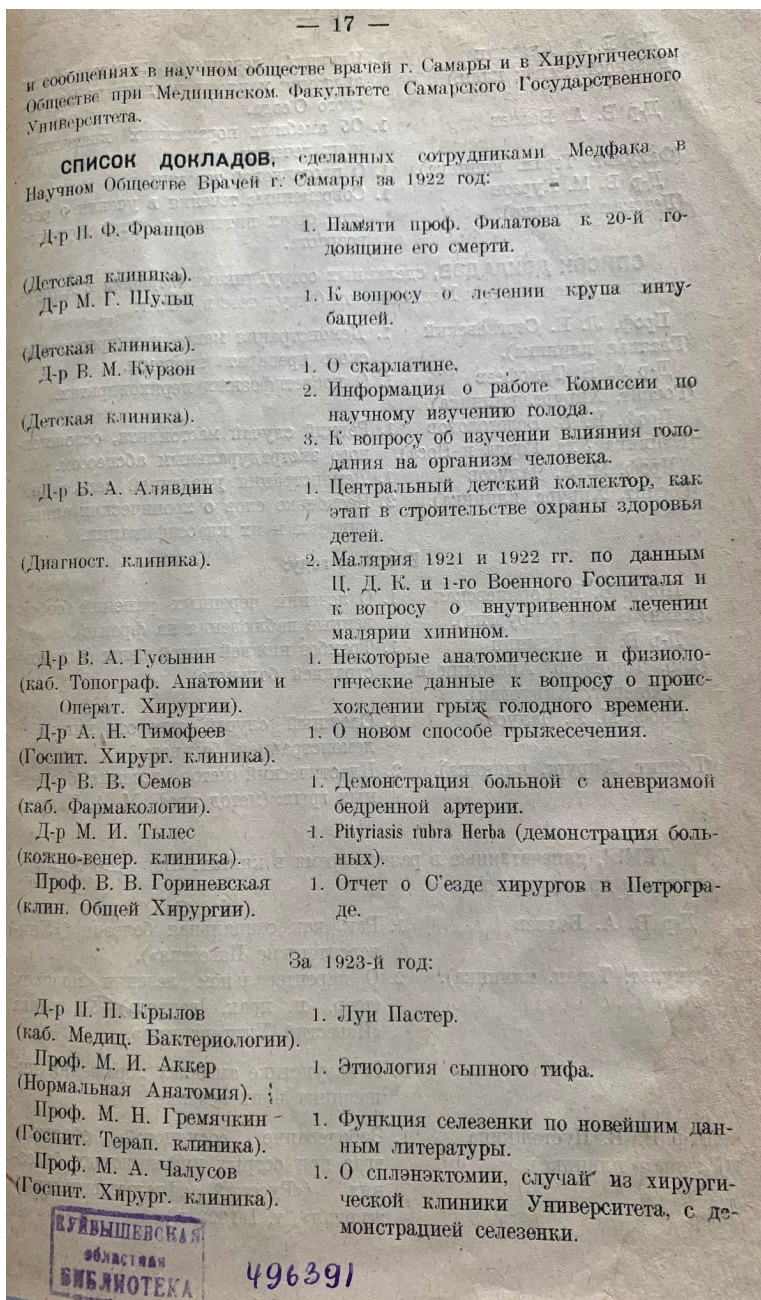 — 17 —
и сообщениях в научном обществе врачей г. Самары и в Хирургическом
Обществе при Медицинском. Факультете Самарского Государственного
Университета.
СПИСОК ДОКЛАДОВ, сделанных сотрудниками Медфака в
Научном Обществе Врачей г. Самары за 1922 год:
Д-р П. Ф. Францов 1. Памяти проф. Филатова к 20-й го-
довщине его смерти.
(Детская клиника).
Д-р М. Г. Шульц 1. К вопросу о лечении крупа инту-
бацией.
(Детская клиника).
Д-р В. М. Курзон 1. О скарлатине.
2. Информация о работе Комиссии по
(Детская клиника). научному изучению голода.
3. К вопросу об изучении влияния голо-
дания на организм человека.
Д-р Б. А. Алявдин 1. Центральный детский коллектор, как
этап в строительстве охраны здоровья
детей.
(Диагност. клиника). 2. Малярия 1921 и 1922 гг. по данным
Ц. Д. К. и 1-го Военного Госпиталя и
к вопросу о внутривенном лечении
малярии хинином.
Д-р В. А. Гусынин 1. Некоторые анатомические и физиоло-
(каб. Топограф. Анатомии и гические данные к вопросу о проис-
Операт. Хирургии). хождении грыж голодного времени.
Д-р А. Н. Тимофеев 1. О новом способе грыжесечения.
(Госпит. Хирург. клиника).
Д-р В. В. Семов 1. Демонстрация больной с аневризмой
(каб. Фармакологии). бедренной артерии.
Д-р М. И. Тылес 1. Pityriasis rubra Herba (демонстрация боль-
(кожно-венер. клиника). ных).
Проф. В. В. Гориневская 1. Отчет о С'езде хирургов в Петрогра-
(клин. Общей Хирургии). де.
За 1923-й год:
Д-р П. П. Крылов 1. Луи Пастер.
(каб. Медиц. Бактериологии).
Проф. М. И. Аккер 1. Этиология сыпного тифа.
(Нормальная Анатомия).
Проф. М. Н. Гремячкин 1. Функция селезенки по новейшим дан-
(Госпит. Терап. клиника). ным литературы.
Проф. М. А. Чалусов 1. О сплэнэктомии, случай из хирурги-
(Госпит. Хирург. клиника). ческой клиники Университета, с де-
монстрацией селезенки.
КУЙБЫШЕВСКАЯ
областная
БИБЛИОТЕКА
496391